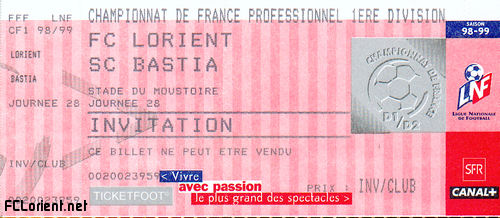 FFF LNF
CF1 98/99
LORIENT
BASTIA
JOURNEE 28
INV/CLUB
0020023959
CHAMPIONNAT DE FRANCE PROFESSIONNEL 1ERE DIVISION
FC LORIENT
SC BASTIA
STADE DU MOUSTOIRE
JOURNEE 28
INVITATION
CE BILLET NE PEUT ETRE VENDU
0020023959
TICKETFOOT
< Vivre
avec passion
le plus grand des spectacles >
PRIX : INV/CLUB
CHAMPIONNAT DE FRANCE
D1/D2
SAISON
98-99
LNF
LIGUE NATIONALE
DE FOOTBALL
SFR
CANAL+
FCLorient.net